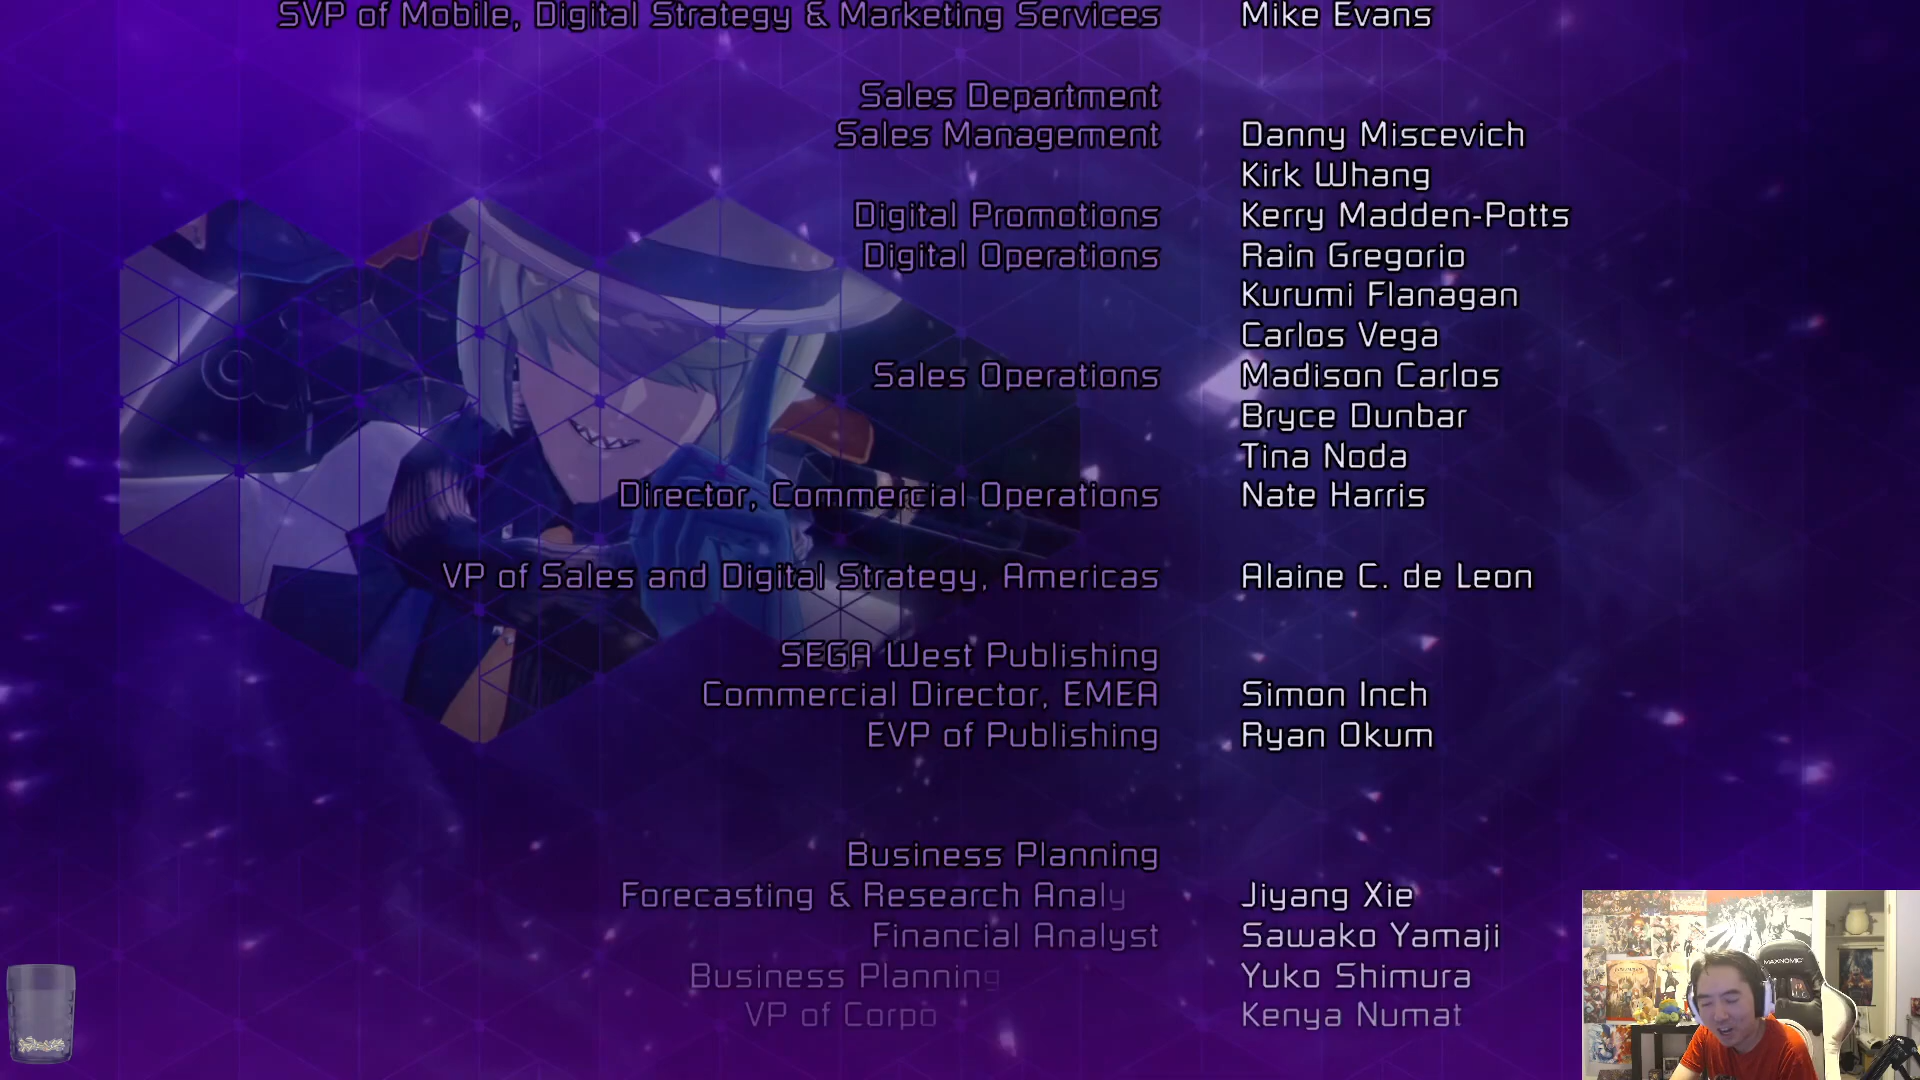 SVP of Mobile, Digital Strategy & Marketing Services Mike Evans
Sales Department
Sales Management Danny Miscevich
Kirk Whang
Digital Promotions Kerry Madden-Potts
Digital Operations Rain Gregorio
Kurumi Flanagan
Carlos Vega
Sales Operations Madison Carlos
Bryce Dunbar
Tina Noda
Director, Commercial Operations Nate Harris
VP of Sales and Digital Strategy, Americas Alaine C. de Leon
SEGA West Publishing
Commercial Director, EMEA Simon Inch
EVP of Publishing Ryan Okum
Business Planning
Forecasting & Research Analy Jiyang Xie
Financial Analyst Sawako Yamaji
Business Planning Yuko Shimura
VP of Corpo Kenya Numat
MAXNOMIC